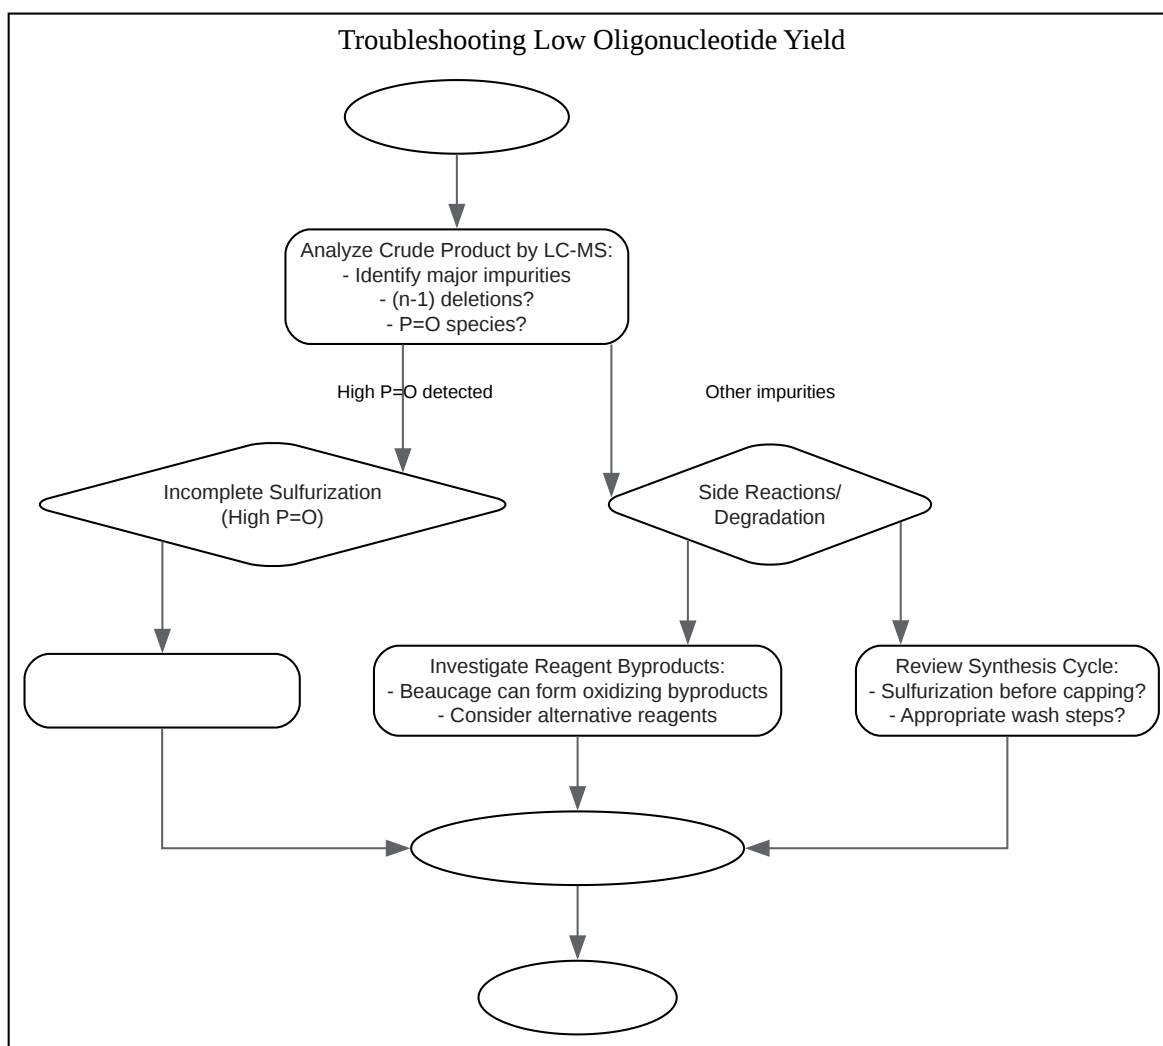 Troubleshooting Low Oligonucleotide Yield
Analyze Crude Product by LC-MS:
- Identify major impurities
- (n-1) deletions?
- P=O species?
High P=O detected
Other impurities
Incomplete Sulfurization
(High P=O)
Side Reactions/
Degradation
Investigate Reagent Byproducts:
- Beaucage can form oxidizing byproducts
- Consider alternative reagents
Review Synthesis Cycle:
- Sulfurization before capping?
- Appropriate wash steps?